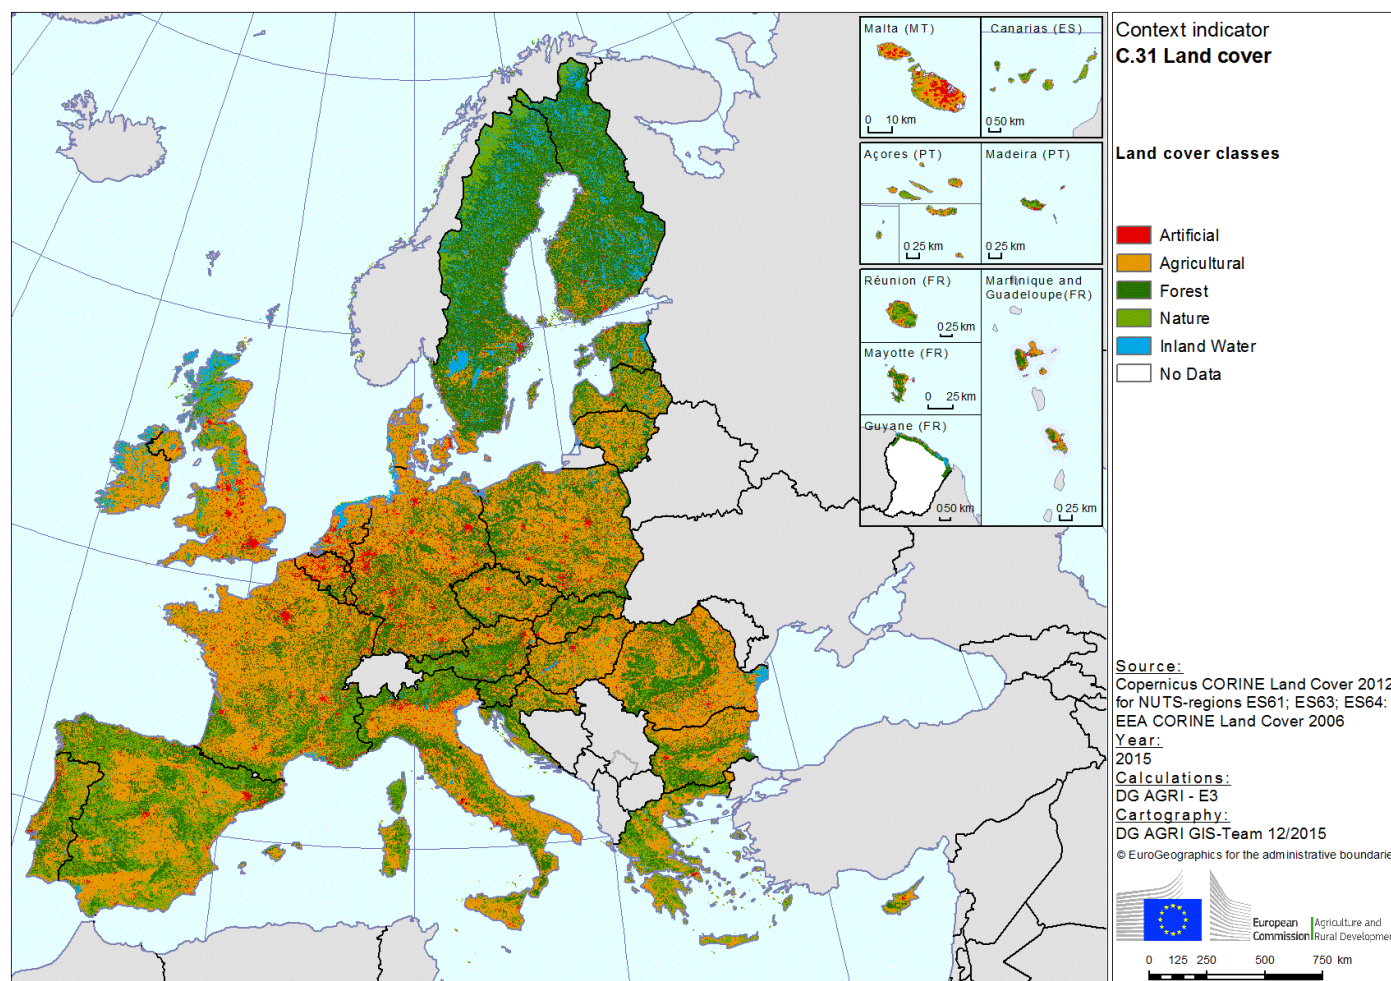 Malta (MT)
0 10 km
Canarias (ES)
0 50 km
Açores (PT)
0 25 km
Madeira (PT)
0 25 km
Réunion (FR)
0 25 km
Martinique and
Guadeloupe(FR)
0 25 km
Mayotte (FR)
0 25 km
Guyane (FR)
0 50 km
Context indicator
C.31 Land cover
Land cover classes
Artificial
Agricultural
Forest
Nature
Inland Water
No Data
Source:
Copernicus CORINE Land Cover 2012
for NUTS-regions ES61; ES63; ES64:
EEA CORINE Land Cover 2006
Year:
2015
Calculations:
DG AGRI - E3
Cartography:
DG AGRI GIS-Team 12/2015
© EuroGeographics for the administrative boundarie
European
Commission
Agriculture and
Rural Developme
0 125 250 500 750 km